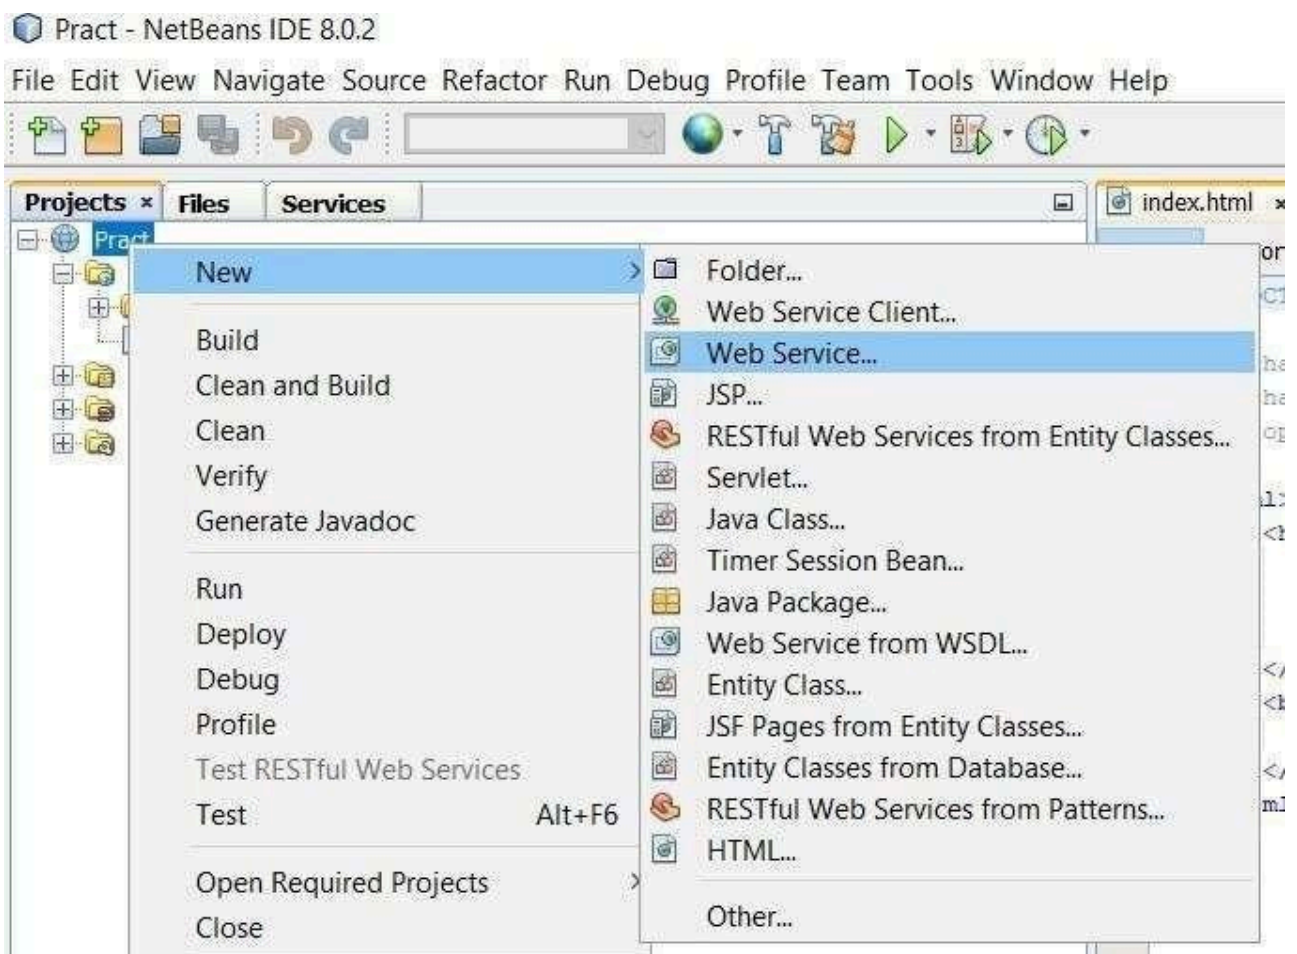 Pract - NetBeans IDE 8.0.2
File Edit View Navigate Source Refactor Run Debug Profile Team Tools Window Help
Projects × Files Services
index.html ×
Pract
New
Build
Clean and Build
Clean
Verify
Generate Javadoc
Run
Deploy
Debug
Profile
Test RESTful Web Services
Test Alt+F6
Open Required Projects
Close
Folder...
Web Service Client...
Web Service...
JSP...
RESTful Web Services from Entity Classes...
Servlet...
Java Class...
Timer Session Bean...
Java Package...
Web Service from WSDL...
Entity Class...
JSF Pages from Entity Classes...
Entity Classes from Database...
RESTful Web Services from Patterns...
HTML...
Other...